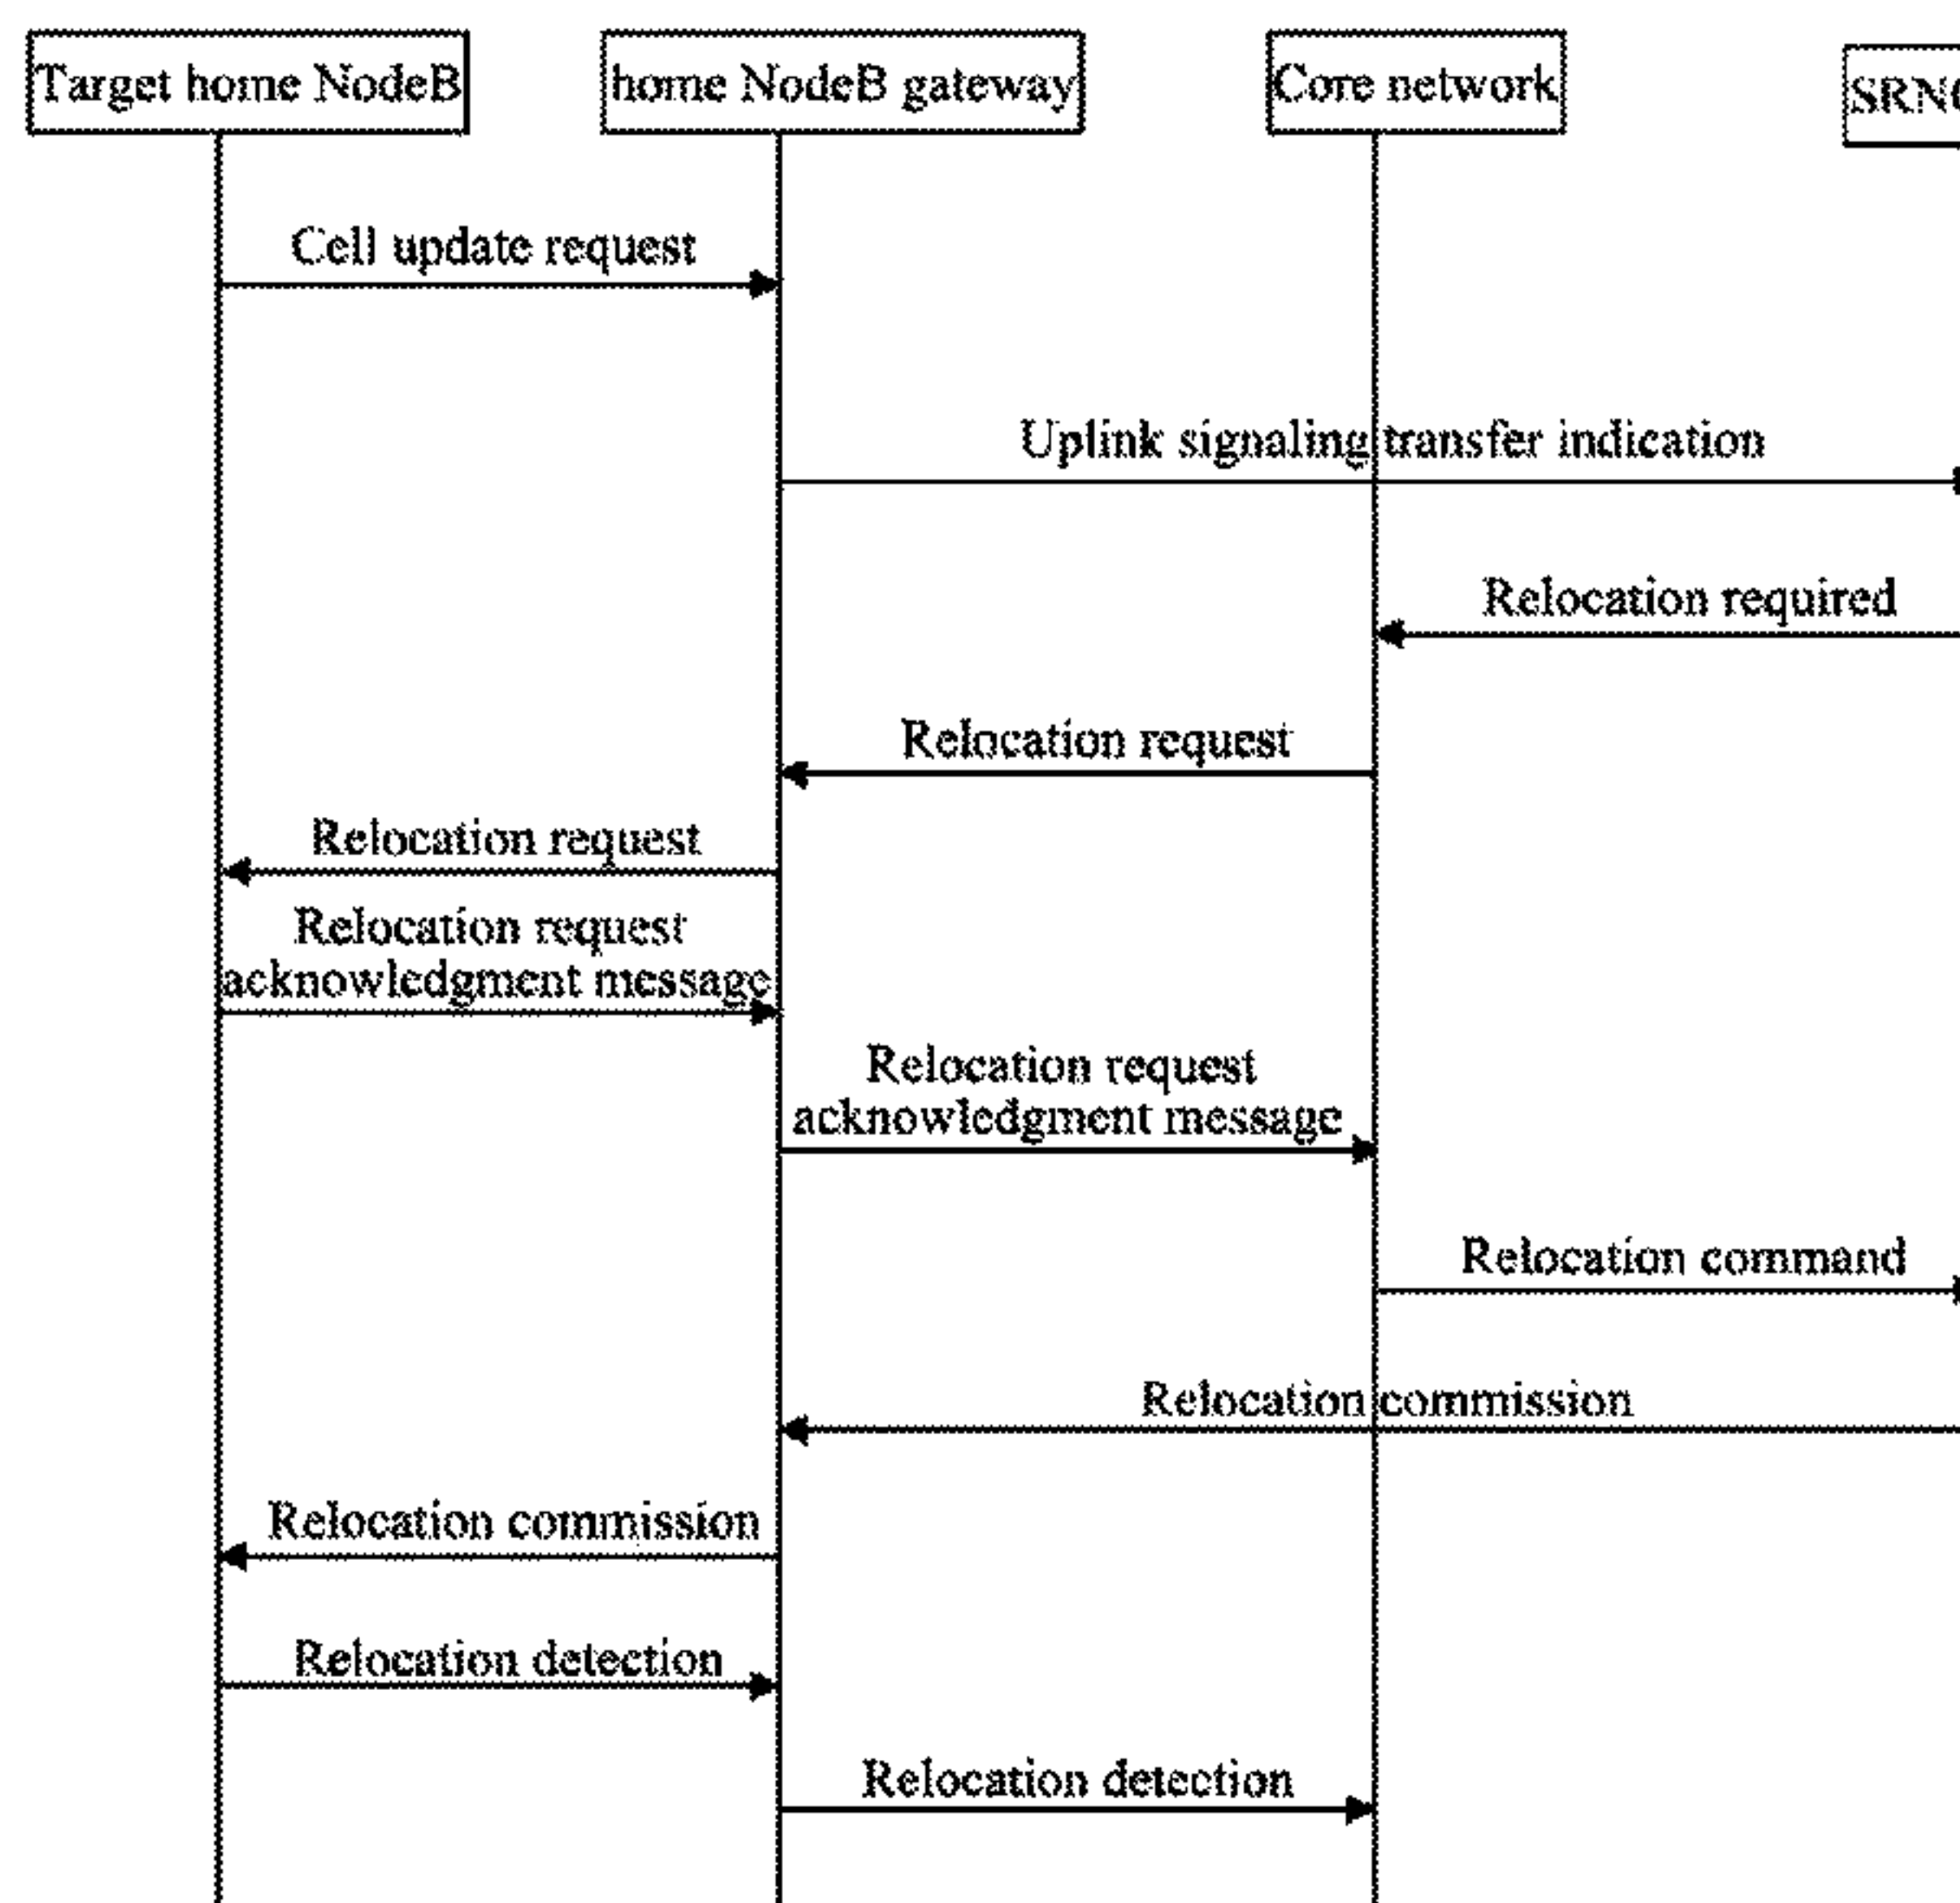 Target home NodeB
home NodeB gateway
Core network
SRNC
Cell update request
Uplink signaling transfer indication
Relocation required
Relocation request
Relocation request
Relocation request
acknowledgment message
Relocation request
acknowledgment message
Relocation command
Relocation commission
Relocation commission
Relocation detection
Relocation detection